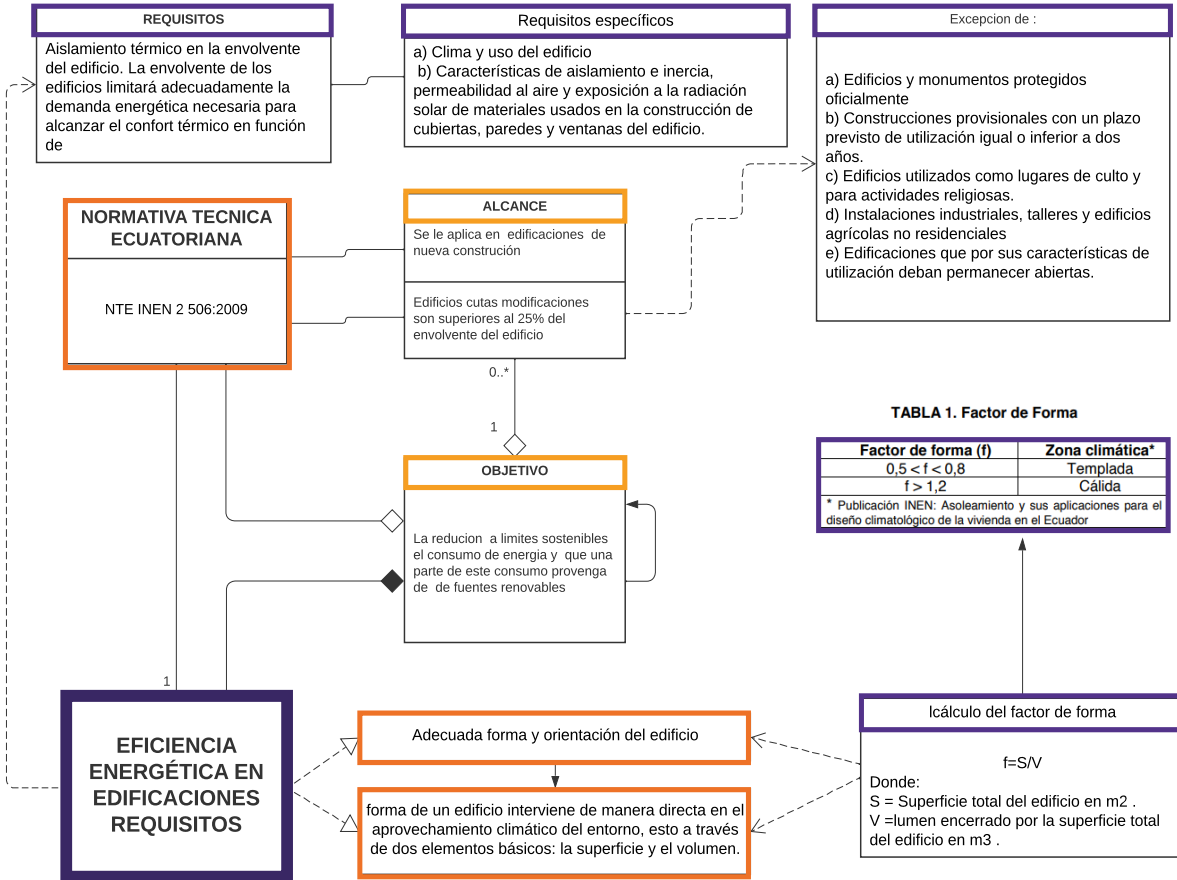 REQUISITOS
Aislamiento térmico en la envolvente
del edificio. La envolvente de los
edificios limitará adecuadamente la
demanda energética necesaria para
alcanzar el confort térmico en función
de
Requisitos específicos
a) Clima y uso del edificio
b) Características de aislamiento e inercia,
permeabilidad al aire y exposición a la radiación
solar de materiales usados en la construcción de
cubiertas, paredes y ventanas del edificio.
Excepcion de :
a) Edificios y monumentos protegidos
oficialmente
b) Construcciones provisionales con un plazo
previsto de utilización igual o inferior a dos
años.
c) Edificios utilizados como lugares de culto y
para actividades religiosas.
d) Instalaciones industriales, talleres y edificios
agrícolas no residenciales
e) Edificaciones que por sus características de
utilización deban permanecer abiertas.
NORMATIVA TECNICA
ECUATORIANA
NTE INEN 2 506:2009
ALCANCE
Se le aplica en edificaciones de
nueva construción
Edificios cutas modificaciones
son superiores al 25% del
envolvente del edificio
0..*
1
OBJETIVO
La reducion a limites sostenibles
el consumo de energia y que una
parte de este consumo provenga
de de fuentes renovables
TABLA 1. Factor de Forma
Factor de forma (f) Zona climática*
0,5 < f < 0,8 Templada
f > 1,2 Cálida
* Publicación INEN: Asoleamiento y sus aplicaciones para el
diseño climatológico de la vivienda en el Ecuador
1
EFICIENCIA
ENERGÉTICA EN
EDIFICACIONES
REQUISITOS
Adecuada forma y orientación del edificio
forma de un edificio interviene de manera directa en el
aprovechamiento climático del entorno, esto a través
de dos elementos básicos: la superficie y el volumen.
lcálculo del factor de forma
f=S/V
Donde:
S = Superficie total del edificio en m2 .
V =lumen encerrado por la superficie total
del edificio en m3 .